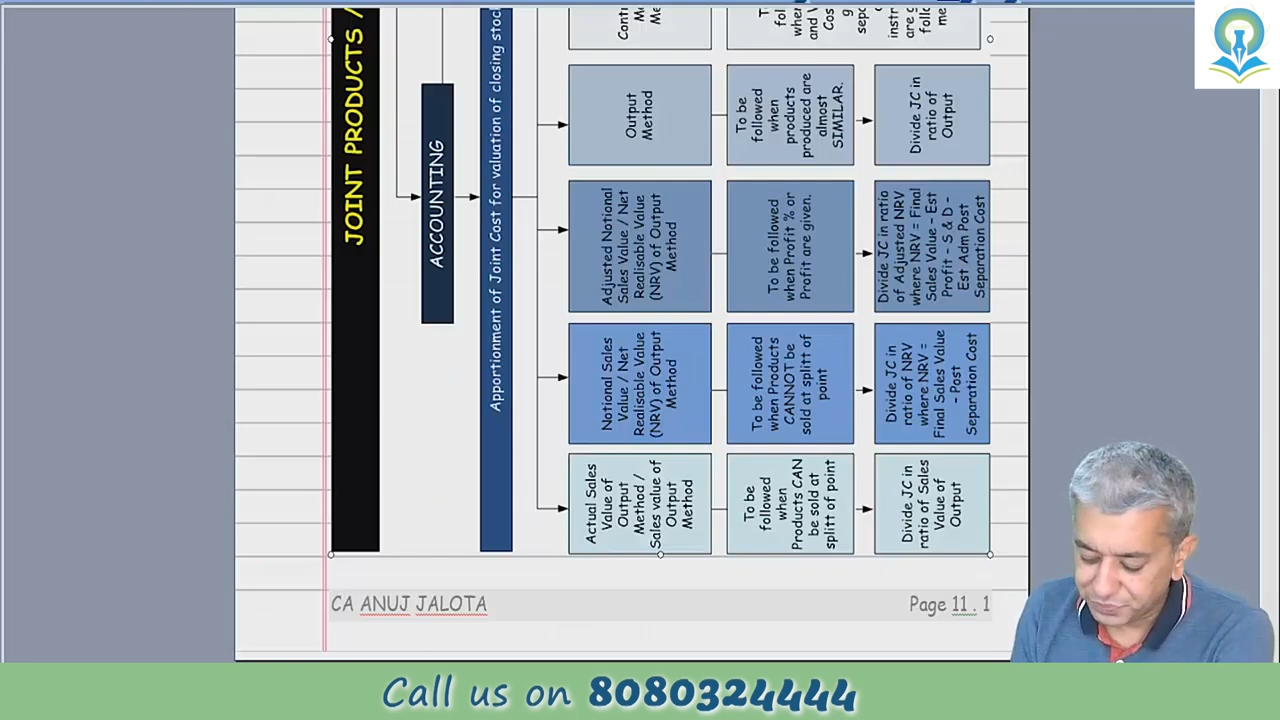 JOINT PRODUCTS /
ACCOUNTING
Apportionment of Joint Cost for valuation of closing stoc
Actual Sales
Value of
Output
Method /
Sales value of
Output
Method
To be
followed
when
Products CAN
be sold at
splitt of point
Divide JC in
ratio of Sales
Value of
Output
Notional Sales
Value / Net
Realisable Value
(NRV) of Output
Method
To be followed
when Products
CANNOT be
sold at splitt of
point
Divide JC in
ratio of NRV
where NRV =
Final Sales Value
- Post
Separation Cost
Adjusted Notional
Sales Value / Net
Realisable Value
(NRV) of Output
Method
To be followed
when Profit % or
Profit are given.
Divide JC in ratio
of Adjusted NRV
where NRV = Final
Sales Value - Est
Profit - S & D -
Est Adm Post
Separation Cost
Output
Method
To be
followed
when
products
produced are
almost
SIMILAR.
Divide JC in
ratio of
Output
CA ANUJ JALOTA
Page 11 . 1
Call us on 8080324444